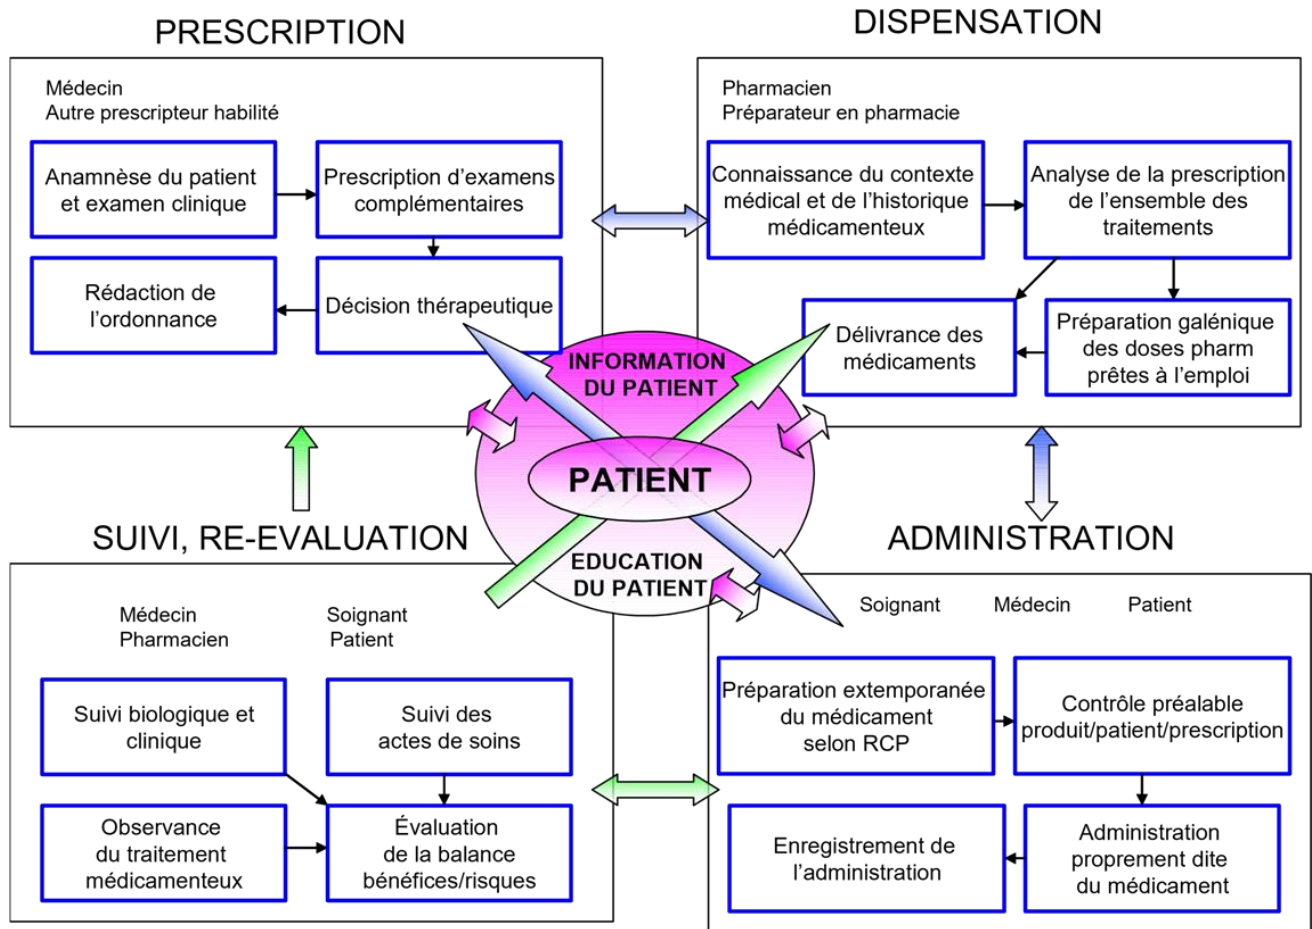 PRESCRIPTION
Médecin
Autre prescripteur habilité
Anamnèse du patient
et examen clinique
Prescription d’examens
complémentaires
Rédaction de
l’ordonnance
Décision thérapeutique
DISPENSATION
Pharmacien
Préparateur en pharmacie
Connaissance du contexte
médical et de l’historique
médicamenteux
Analyse de la prescription
de l’ensemble des
traitements
Délivrance des
médicaments
Préparation galénique
des doses pharm
prêtes à l’emploi
INFORMATION
DU PATIENT
PATIENT
EDUCATION
DU PATIENT
SUIVI, RE-EVALUATION
Médecin
Pharmacien
Soignant
Patient
Suivi biologique et
clinique
Suivi des
actes de soins
Observance
du traitement
médicamenteux
Évaluation
de la balance
bénéfices/risques
ADMINISTRATION
Soignant Médecin Patient
Préparation extemporanée
du médicament
selon RCP
Contrôle préalable
produit/patient/prescription
Enregistrement de
l’administration
Administration
proprement dite
du médicament